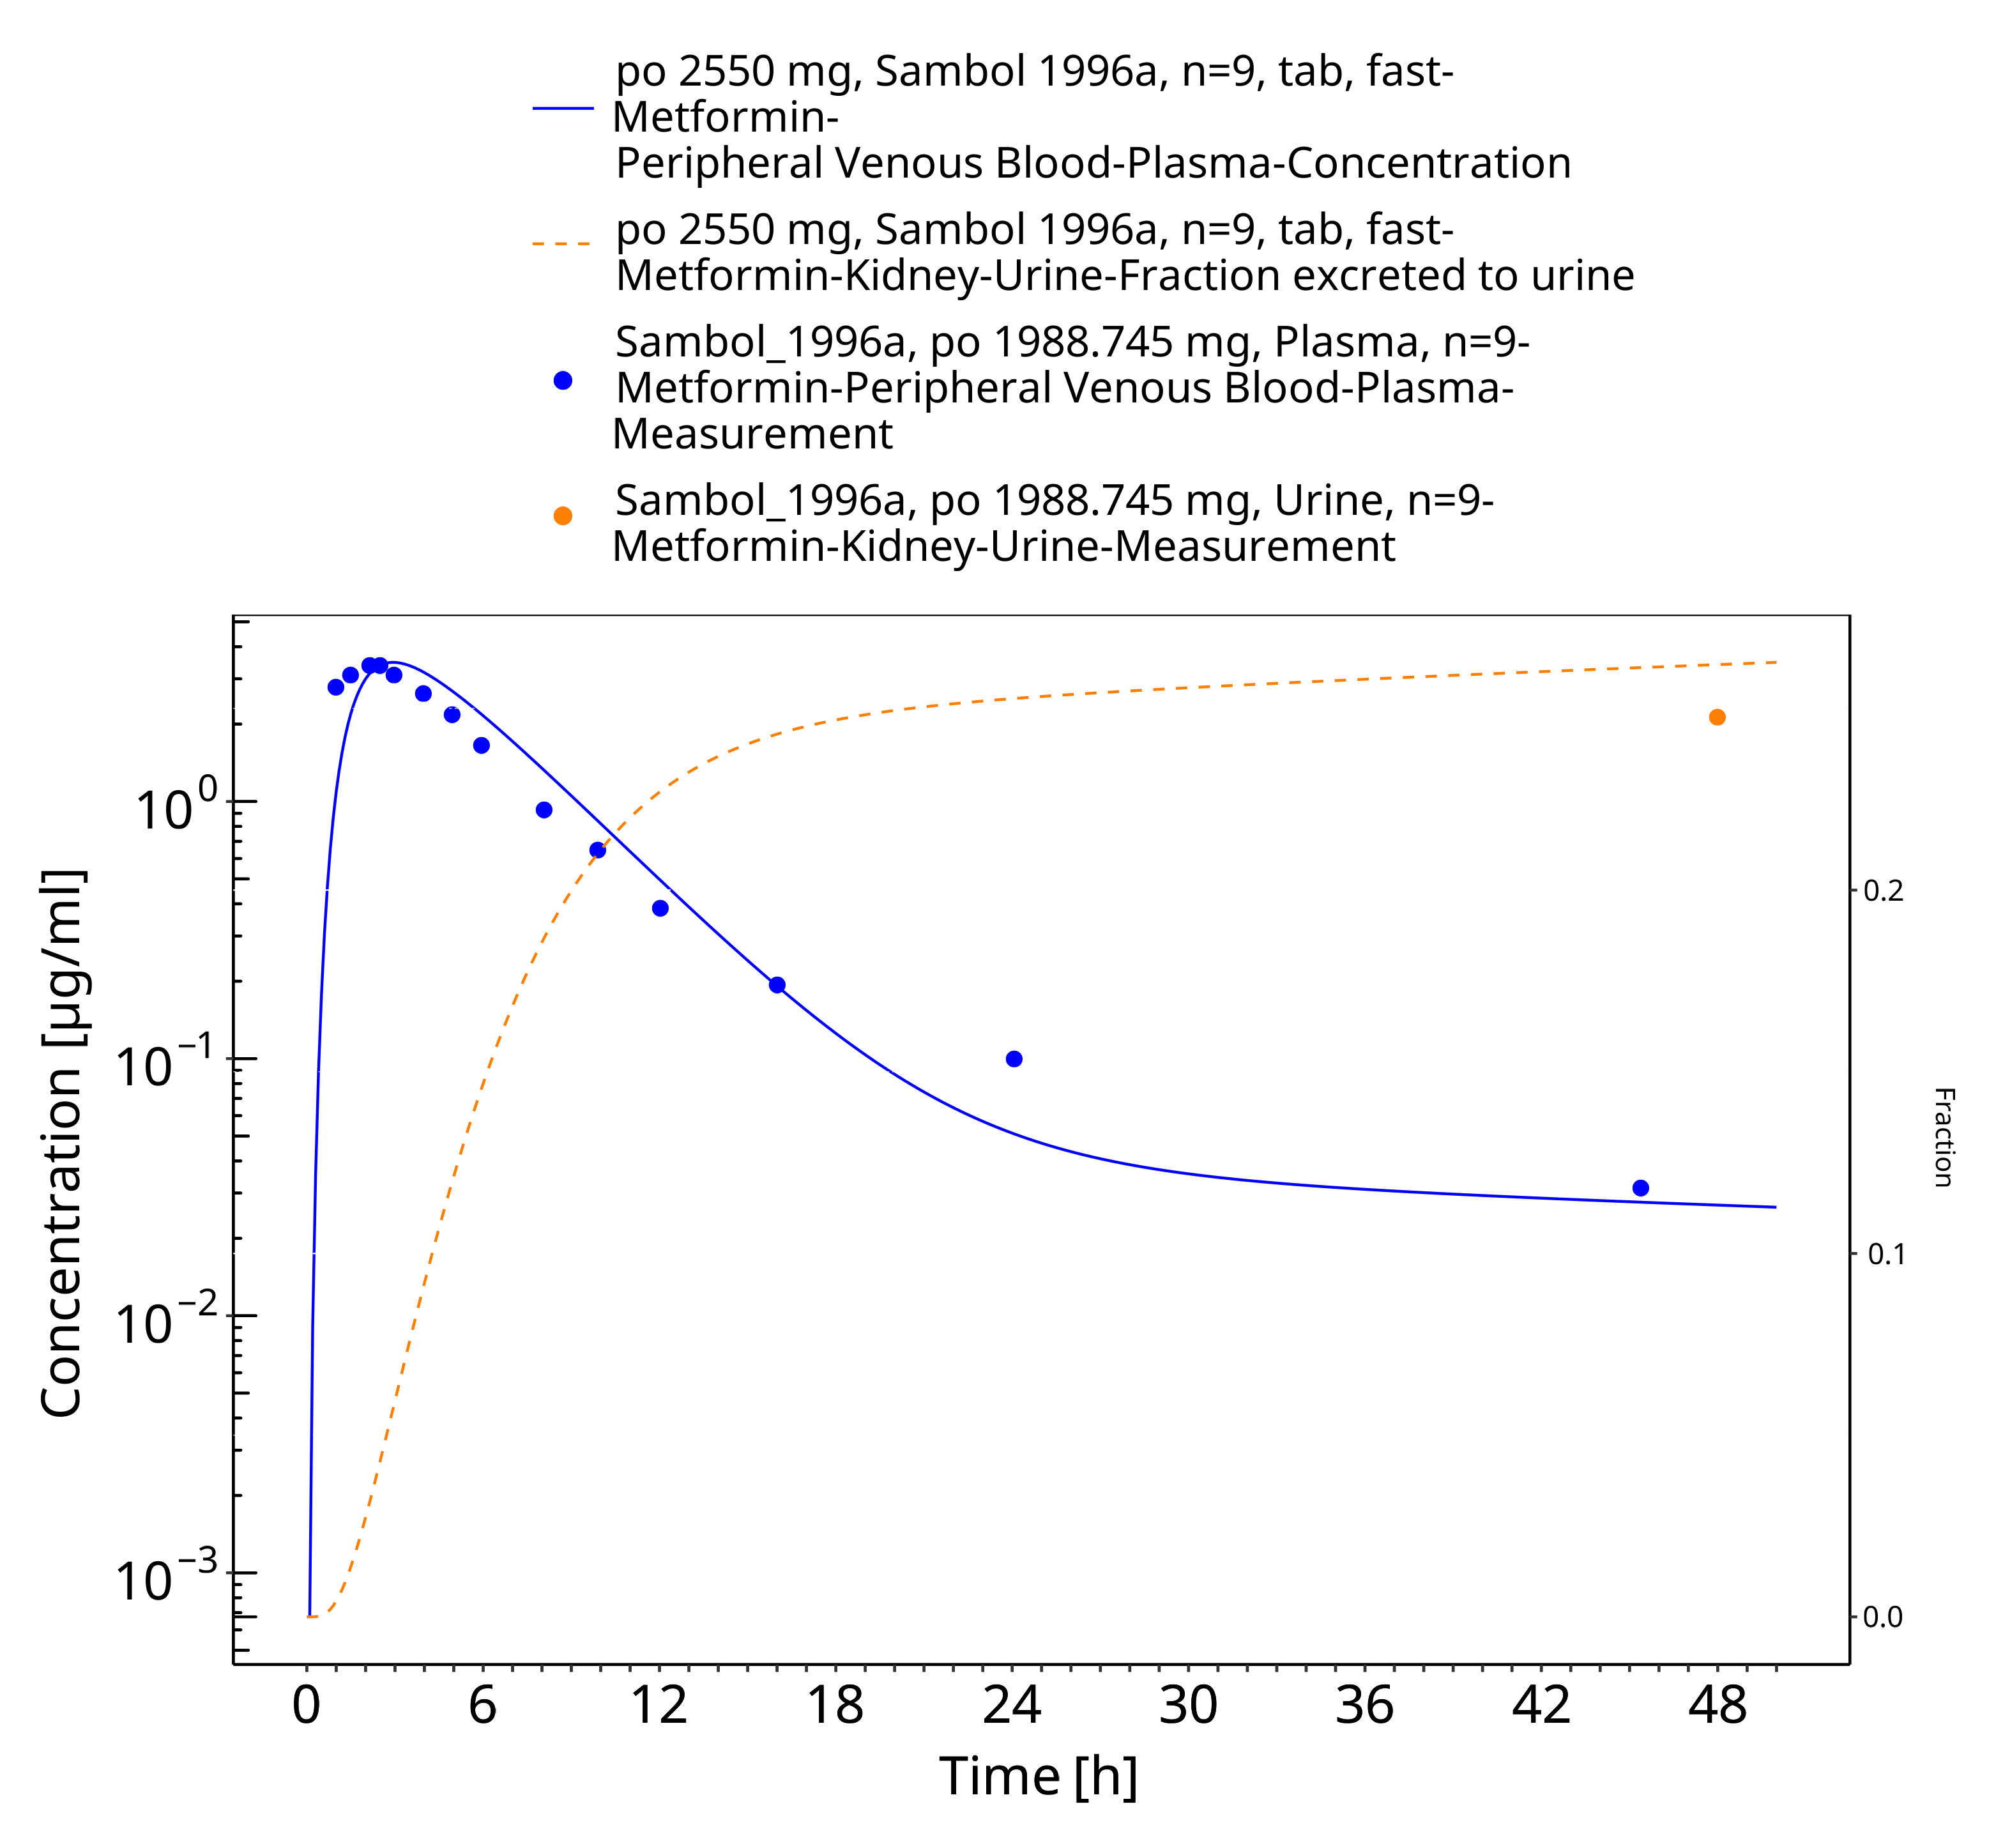 po 2550 mg, Sambol 1996a, n=9, tab, fast-
Metformin-
Peripheral Venous Blood-Plasma-Concentration
po 2550 mg, Sambol 1996a, n=9, tab, fast-
Metformin-Kidney-Urine-Fraction excreted to urine
Sambol_1996a, po 1988.745 mg, Plasma, n=9-
Metformin-Peripheral Venous Blood-Plasma-
Measurement
Sambol_1996a, po 1988.745 mg, Urine, n=9-
Metformin-Kidney-Urine-Measurement
Concentration [µg/ml]
10⁰
10⁻¹
10⁻²
10⁻³
0.2
0.1
0.0
Fraction
0 6 12 18 24 30 36 42 48
Time [h]